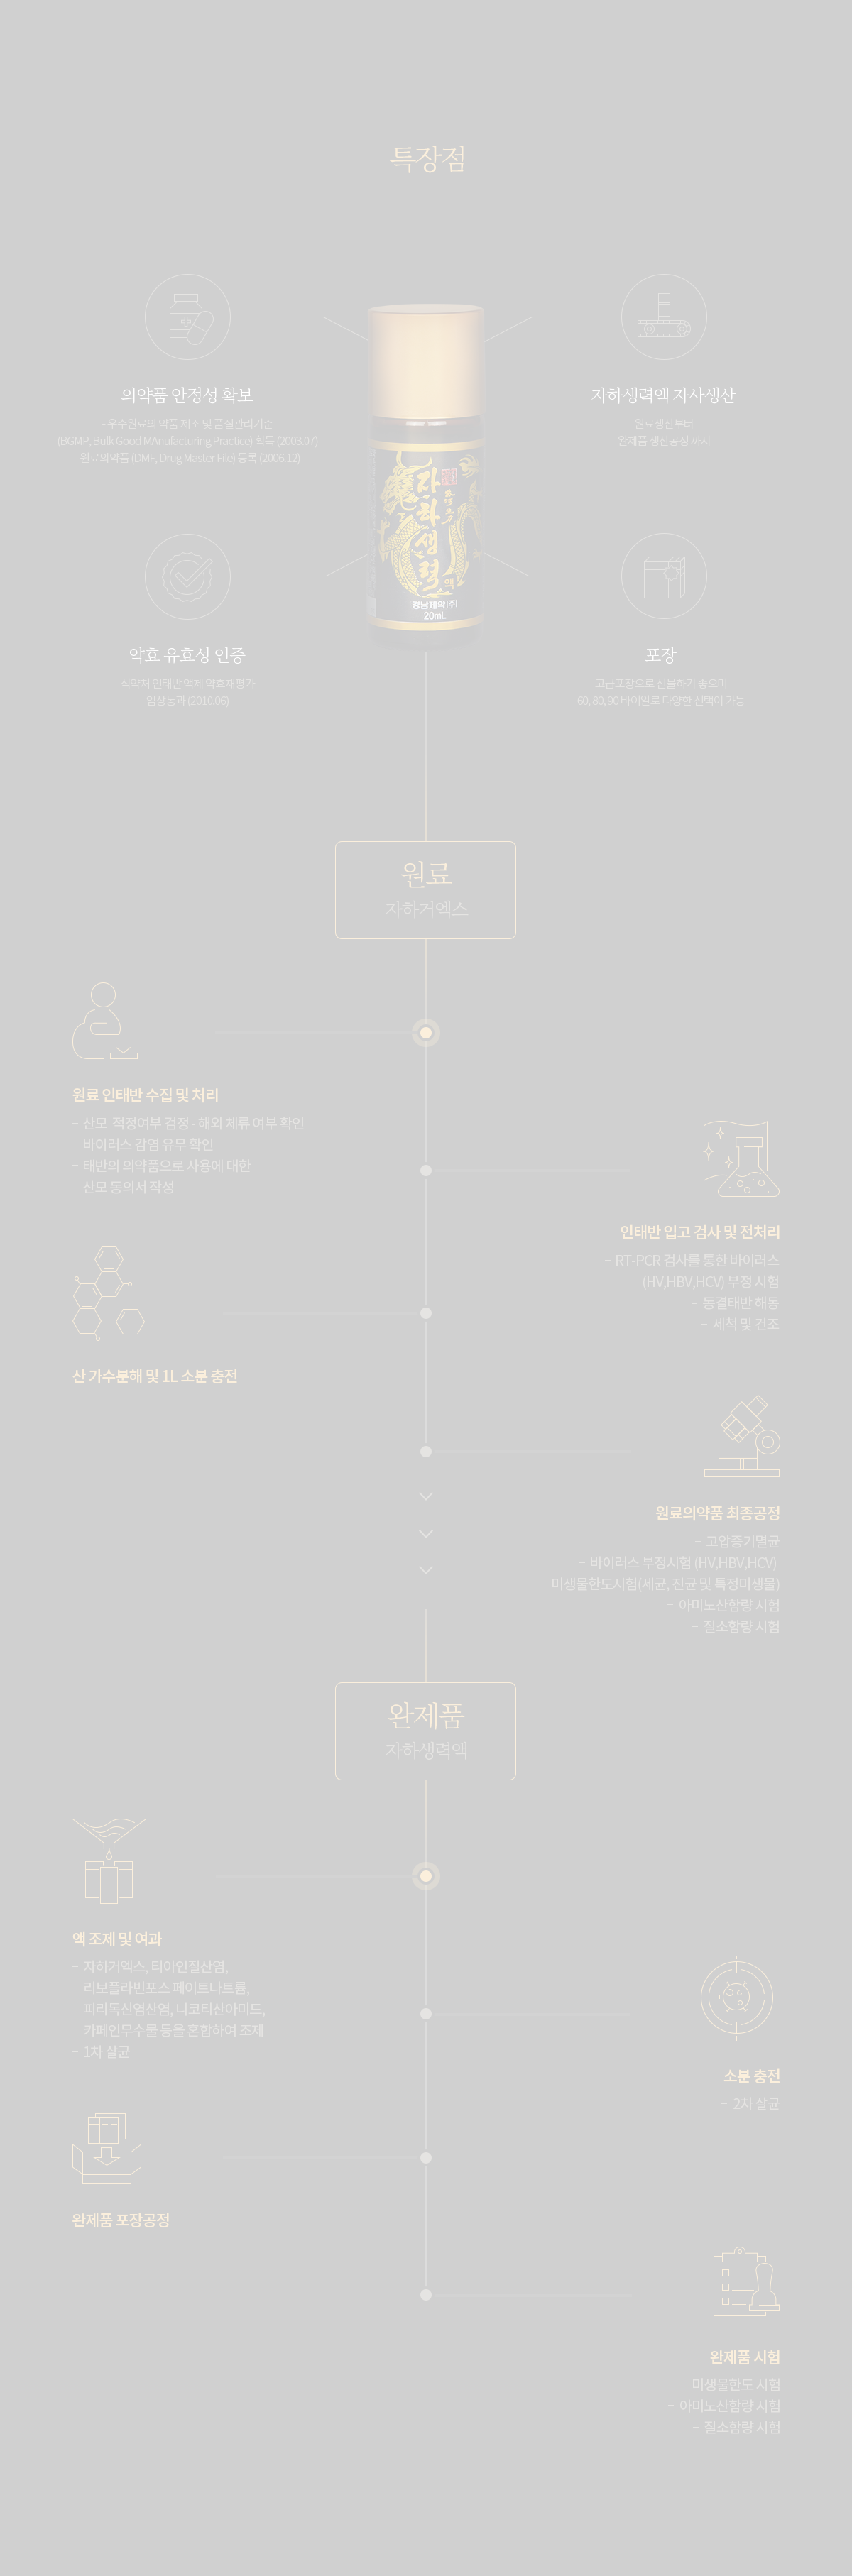 특장점
의약품 안정성 확보
- 우수원료의 약품 제조 및 품질관리기준
(BGMP, Bulk Good MAnufacturing Practice) 획득 (2003.07)
- 원료의약품 (DMF, Drug Master File) 등록 (2006.12)
자하생력액 자사생산
원료생산부터
완제품 생산공정 까지
자하생력
액
경남제약(주)
20mL
약효 유효성 인증
식약처 인태반 액제 약효재평가
임상통과 (2010.06)
포장
고급포장으로 선물하기 좋으며
60, 80, 90 바이알로 다양한 선택이 가능
원료
자하거엑스
원료 인태반 수집 및 처리
- 산모 적정여부 검정 - 해외 체류 여부 확인
- 바이러스 감염 유무 확인
- 태반의 의약품으로 사용에 대한
산모 동의서 작성
인태반 입고 검사 및 전처리
- RT-PCR 검사를 통한 바이러스
(HV,HBV,HCV) 부정 시험
- 동결태반 해동
- 세척 및 건조
산 가수분해 및 1L 소분 충전
원료의약품 최종공정
- 고압증기멸균
- 바이러스 부정시험 (HV,HBV,HCV)
- 미생물한도시험(세균, 진균 및 특정미생물)
- 아미노산함량 시험
- 질소함량 시험
완제품
자하생력액
액 조제 및 여과
- 자하거엑스, 티아민질산염,
리보플라빈포스 페이트나트륨,
피리독신염산염, 니코티산아미드,
카페인무수물 등을 혼합하여 조제
- 1차 살균
소분 충전
- 2차 살균
완제품 포장공정
완제품 시험
- 미생물한도 시험
- 아미노산함량 시험
- 질소함량 시험